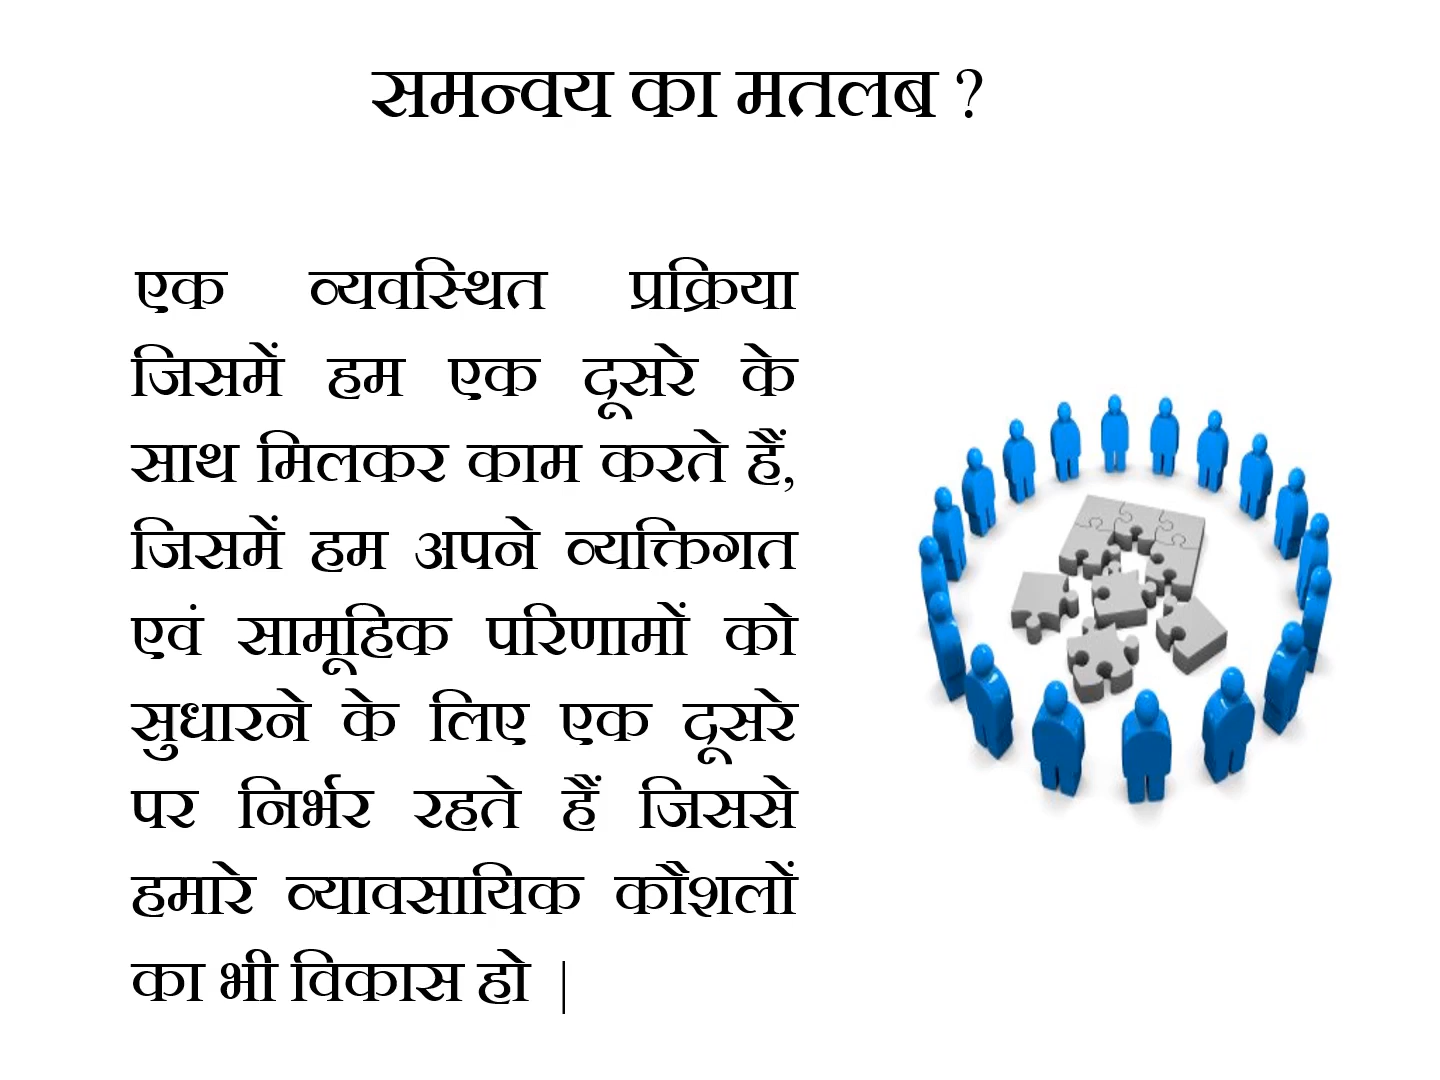 समन्वय का मतलब ?
एक व्यवस्थित प्रक्रिया
जिसमें हम एक दूसरे के
साथ मिलकर काम करते हैं,
जिसमें हम अपने व्यक्तिगत
एवं सामूहिक परिणामों को
सुधारने के लिए एक दूसरे
पर निर्भर रहते हैं जिससे
हमारे व्यावसायिक कौशलों
का भी विकास हो |